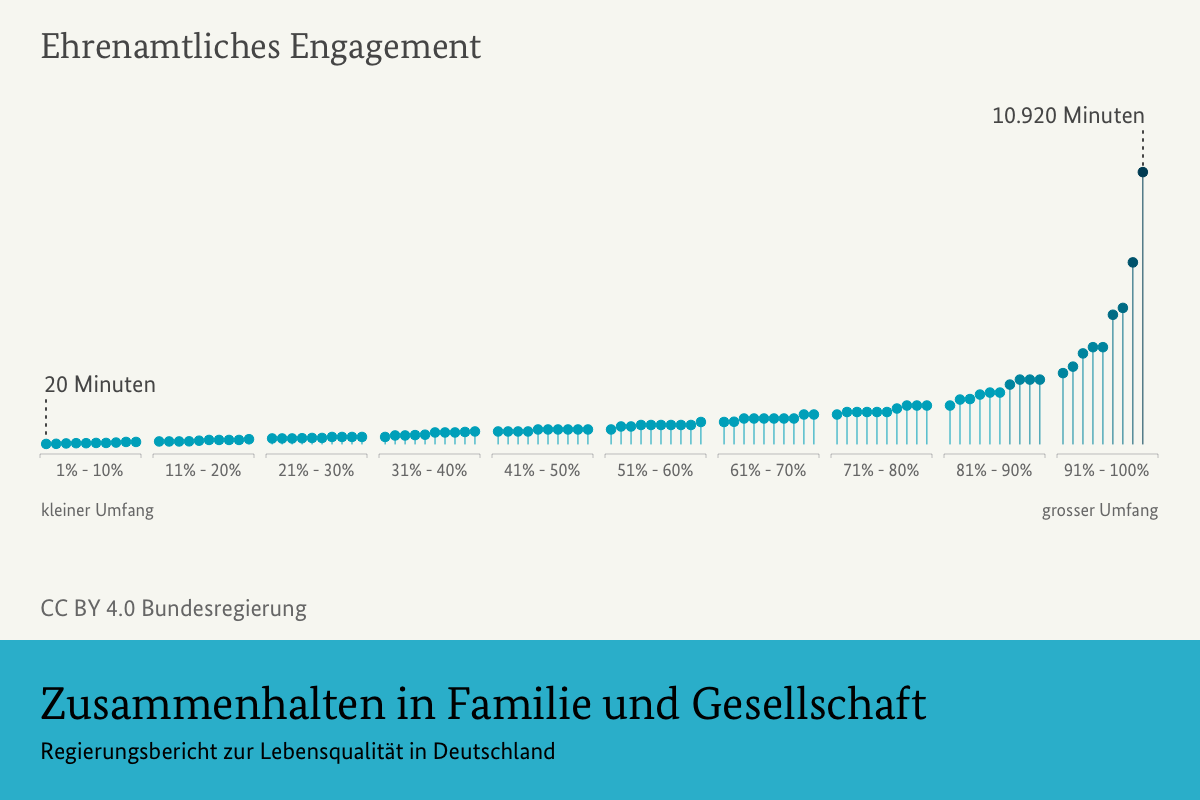 Ehrenamtliches Engagement
10.920 Minuten
20 Minuten
1% - 10% 11% - 20% 21% - 30% 31% - 40% 41% - 50% 51% - 60% 61% - 70% 71% - 80% 81% - 90% 91% - 100%
kleiner Umfang grosser Umfang
CC BY 4.0 Bundesregierung
Zusammenhalten in Familie und Gesellschaft
Regierungsbericht zur Lebensqualität in Deutschland